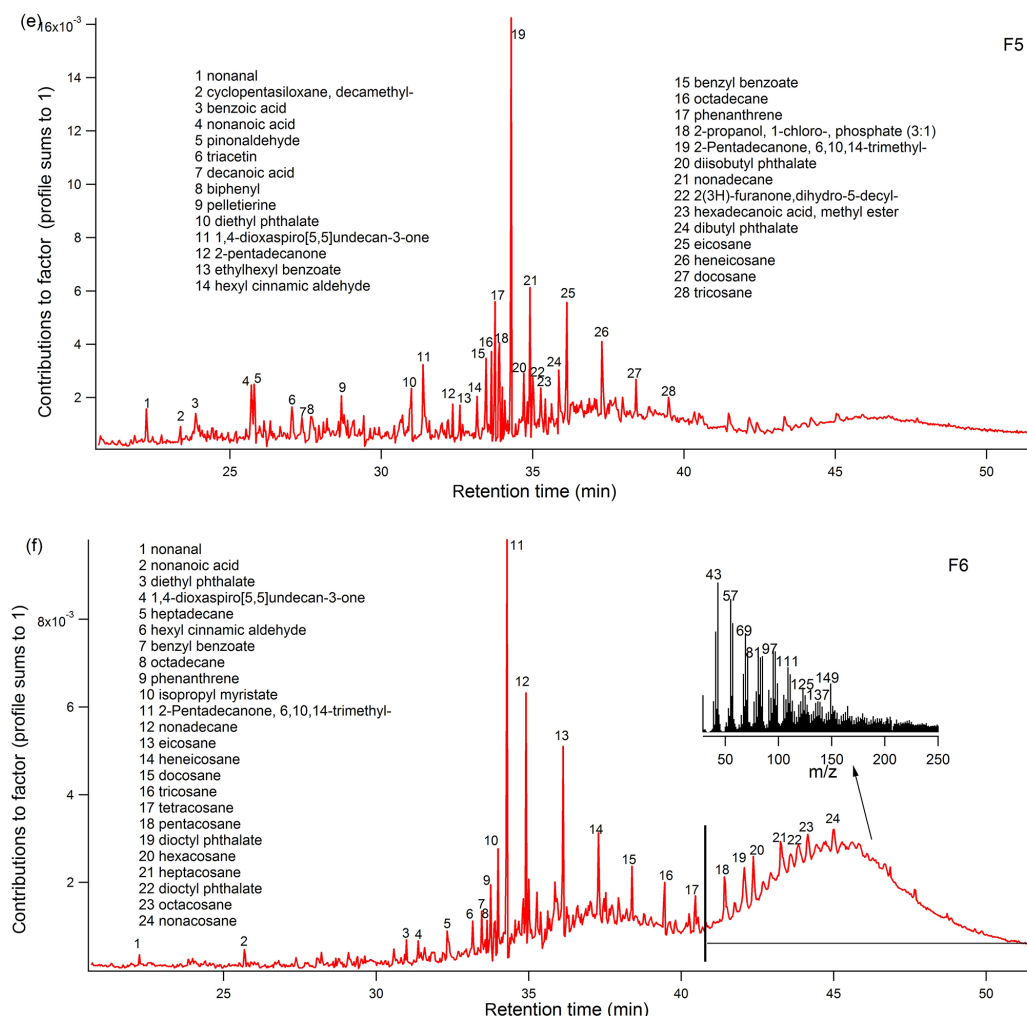 (e)
16x10-3
F5
14
12
10
8
6
4
2
Contributions to factor (profile sums to 1)
1 nonanal
2 cyclopentasiloxane, decamethyl-
3 benzoic acid
4 nonanoic acid
5 pinonaldehyde
6 triacetin
7 decanoic acid
8 biphenyl
9 pelletierine
10 diethyl phthalate
11 1,4-dioxaspiro[5,5]undecan-3-one
12 2-pentadecanone
13 ethylhexyl benzoate
14 hexyl cinnamic aldehyde
15 benzyl benzoate
16 octadecane
17 phenanthrene
18 2-propanol, 1-chloro-, phosphate (3:1)
19 2-Pentadecanone, 6,10,14-trimethyl-
20 diisobutyl phthalate
21 nonadecane
22 2(3H)-furanone,dihydro-5-decyl-
23 hexadecanoic acid, methyl ester
24 dibutyl phthalate
25 eicosane
26 heneicosane
27 docosane
28 tricosane
1 2 3 4 5 6 7 8 9 10 11 12 13 14 15 16 17 18 19 20 21 22 23 24 25 26 27 28
25 30 35 40 45 50
Retention time (min)
(f)
F6
8x10-3
6
4
2
Contributions to factor (profile sums to 1)
1 nonanal
2 nonanoic acid
3 diethyl phthalate
4 1,4-dioxaspiro[5,5]undecan-3-one
5 heptadecane
6 hexyl cinnamic aldehyde
7 benzyl benzoate
8 octadecane
9 phenanthrene
10 isopropyl myristate
11 2-Pentadecanone, 6,10,14-trimethyl-
12 nonadecane
13 eicosane
14 heneicosane
15 docosane
16 tricosane
17 tetracosane
18 pentacosane
19 dioctyl phthalate
20 hexacosane
21 heptacosane
22 dioctyl phthalate
23 octacosane
24 nonacosane
1 2 3 4 5 6 7 8 9 10 11 12 13 14 15 16 17 18 19 20 21 22 23 24
43 57 69 81 97 111 125 137 149
50 100 150 200 250
m/z
25 30 35 40 45 50
Retention time (min)